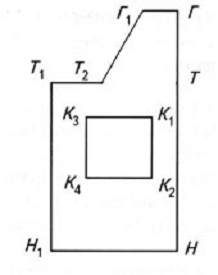 Г₁ Г
T₁ T₂ T
K₃ K₁
K₄ K₂
H₁ H